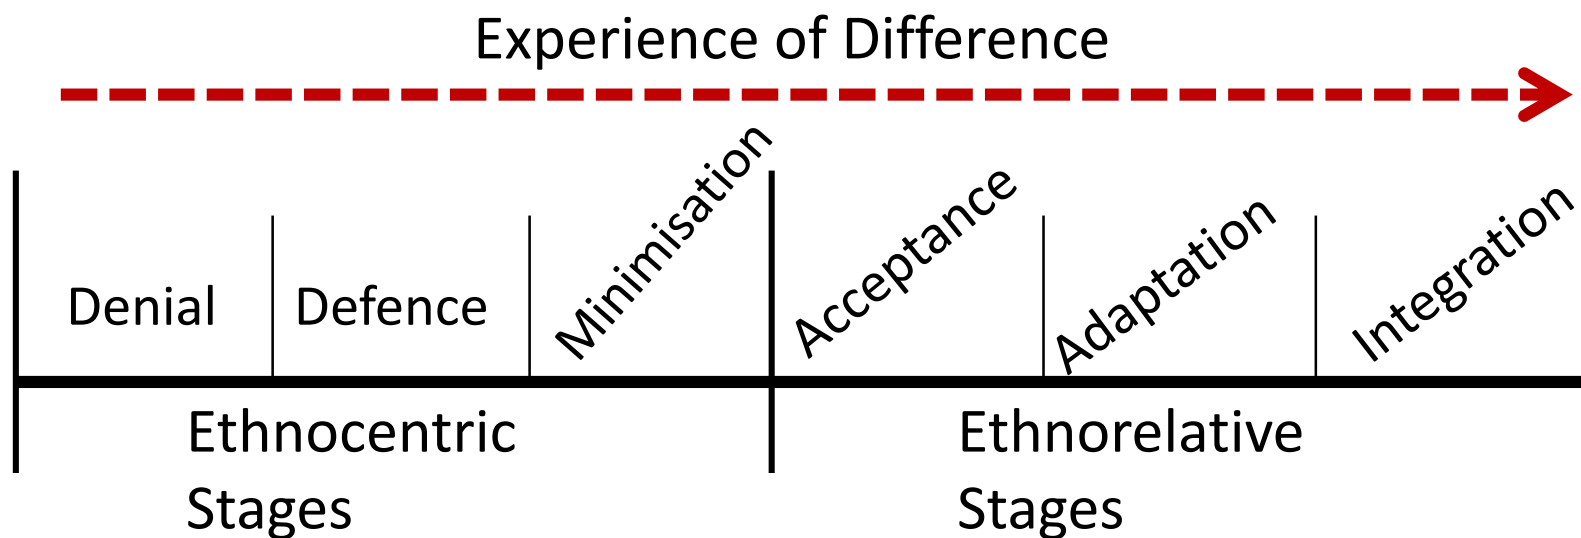 Experience of Difference
Denial
Defence
Minimisation
Acceptance
Adaptation
Integration
Ethnocentric
Stages
Ethnorelative
Stages